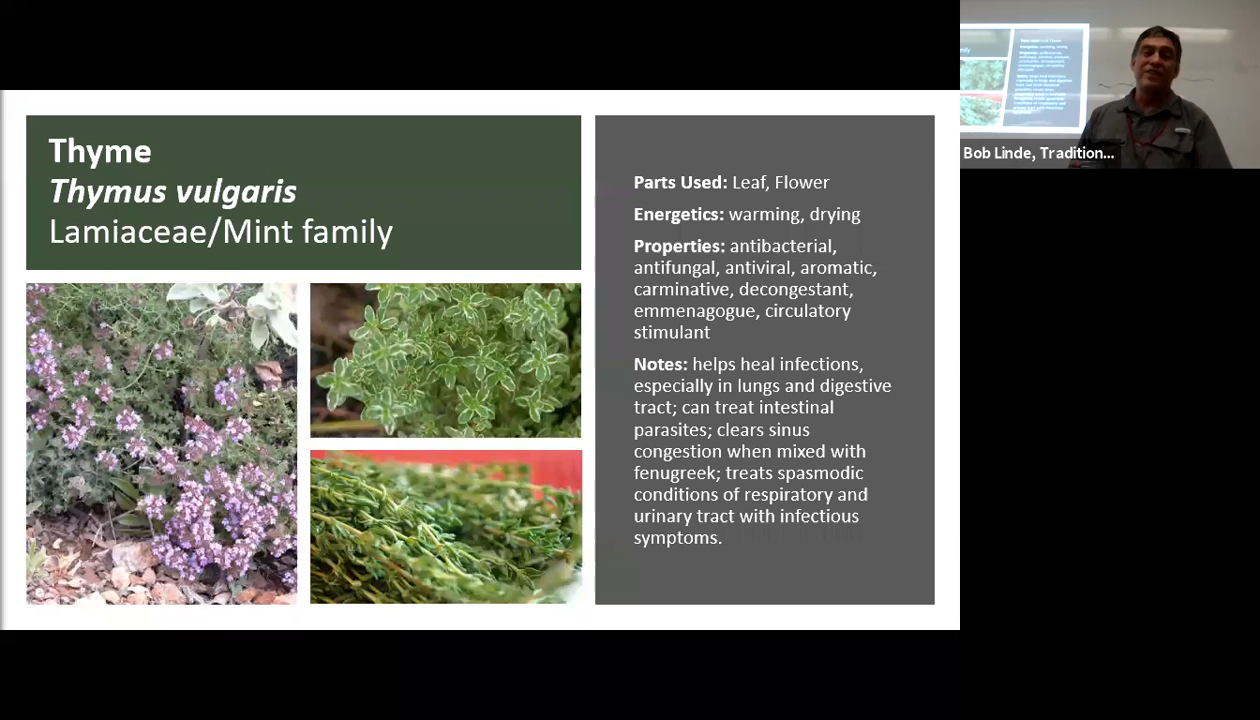 Thyme
Thymus vulgaris
Lamiaceae/Mint family
Parts Used: Leaf, Flower
Energetics: warming, drying
Properties: antibacterial,
antifungal, antiviral, aromatic,
carminative, decongestant,
emmenagogue, circulatory
stimulant
Notes: helps heal infections,
especially in lungs and digestive
tract; can treat intestinal
parasites; clears sinus
congestion when mixed with
fenugreek; treats spasmodic
conditions of respiratory and
urinary tract with infectious
symptoms.
Bob Linde, Tradition...